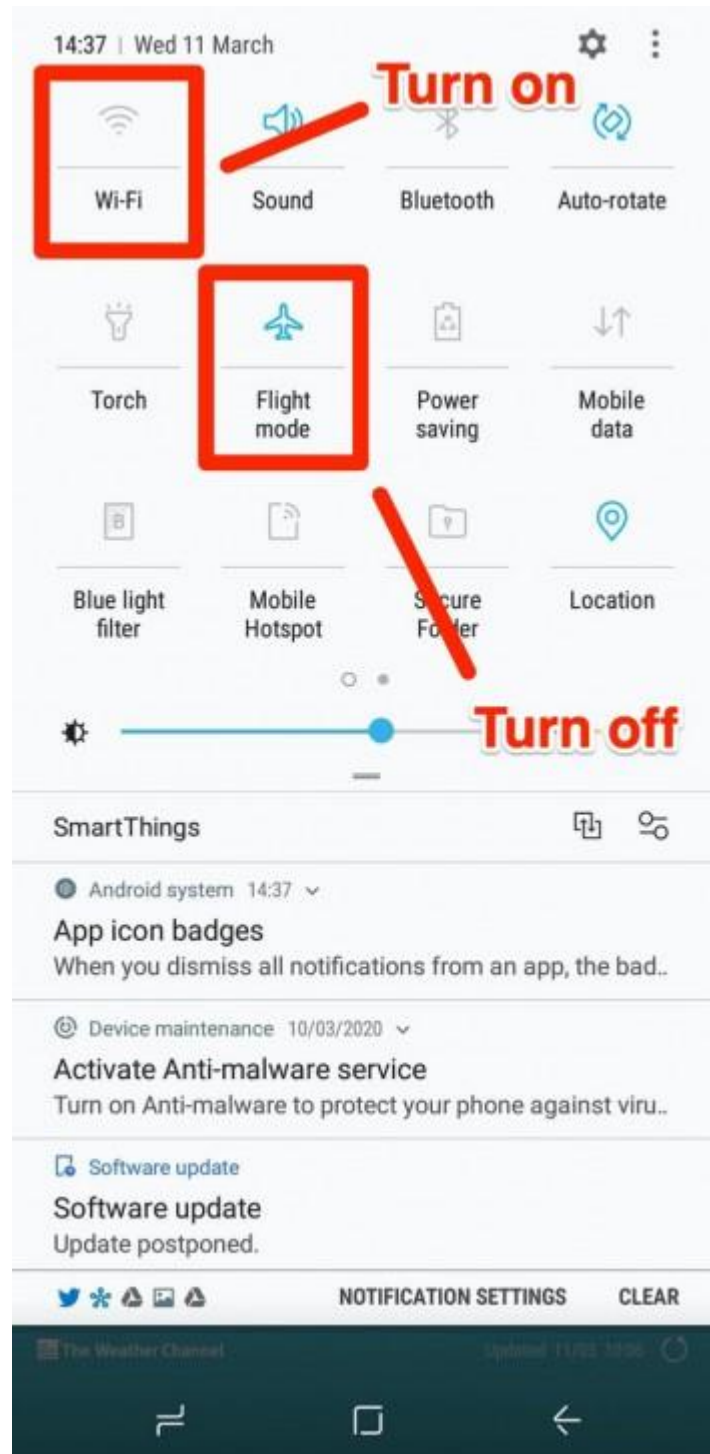 14:37 | Wed 11 March
Turn on
Wi-Fi Sound Bluetooth Auto-rotate
Torch Flight mode Power saving Mobile data
Blue light filter Mobile Hotspot Secure Folder Location
Turn off
SmartThings
Android system 14:37
App icon badges
When you dismiss all notifications from an app, the bad..
Device maintenance 10/03/2020
Activate Anti-malware service
Turn on Anti-malware to protect your phone against viru..
Software update
Software update
Update postponed.
NOTIFICATION SETTINGS CLEAR
The Weather Channel